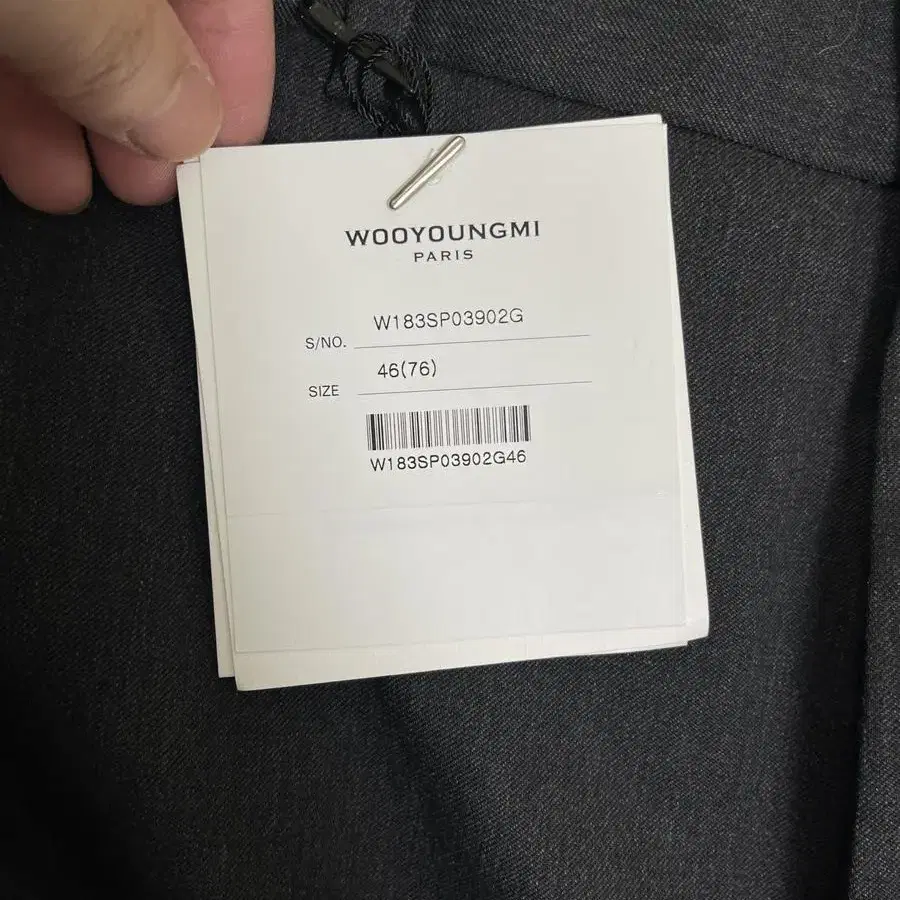 WOOYOUNGMI
PARIS
S/NO. W183SP03902G
SIZE 46(76)
W183SP03902G46